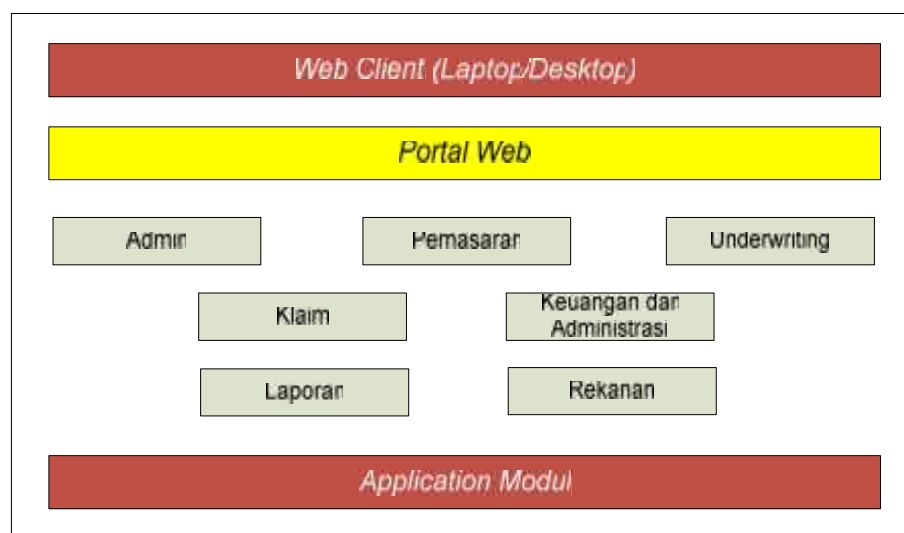 Web Client (Laptop/Desktop)
Portal Web
Admin
Pemasaran
Underwriting
Klaim
Keuangan dan
Administrasi
Laporan
Rekanan
Application Modul